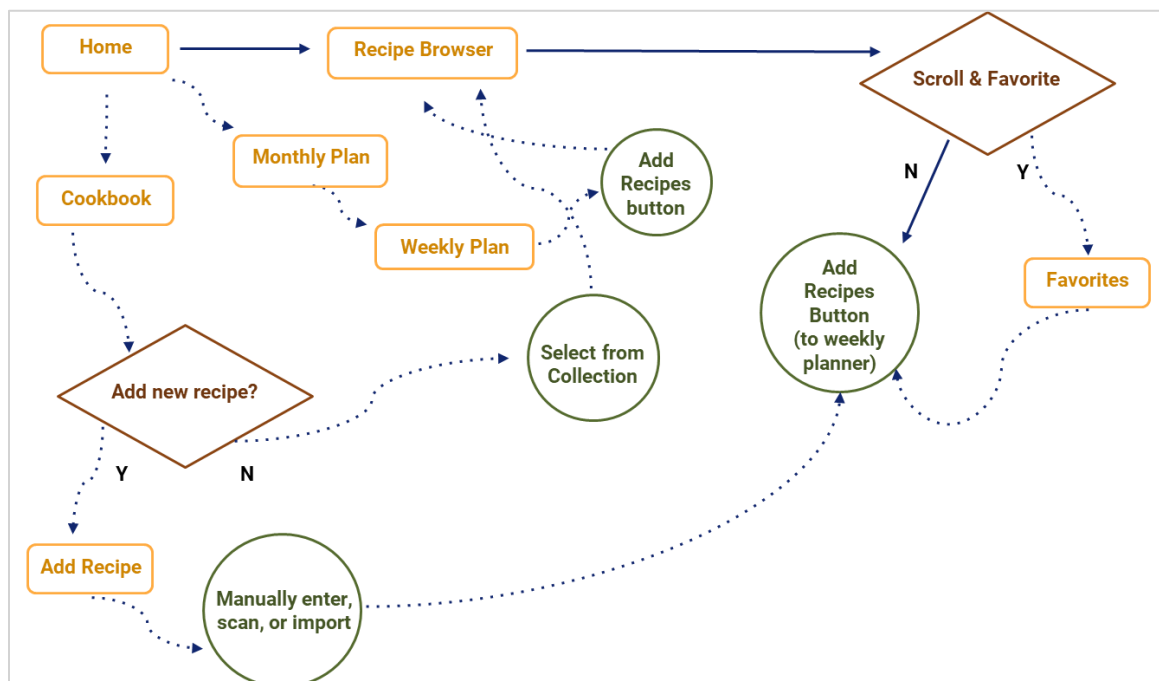 Home
Recipe Browser
Scroll & Favorite
Monthly Plan
Add
Recipes
button
N
Y
Cookbook
Weekly Plan
Add
Recipes
Button
(to weekly
planner)
Favorites
Select from
Collection
Add new recipe?
Y
N
Add Recipe
Manually enter,
scan, or import